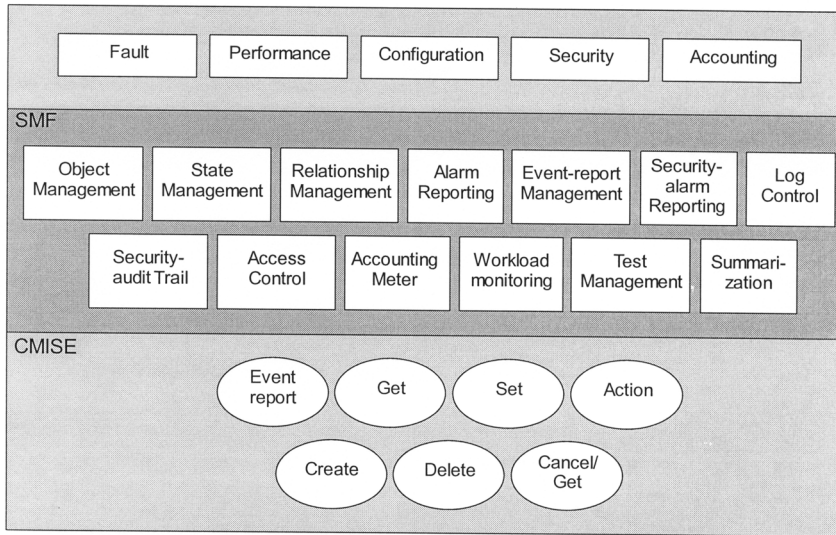 Fault
Performance
Configuration
Security
Accounting
SMF
Object
Management
State
Management
Relationship
Management
Alarm
Reporting
Event-report
Management
Security-
alarm
Reporting
Log
Control
Security-
audit Trail
Access
Control
Accounting
Meter
Workload
monitoring
Test
Management
Summari-
zation
CMISE
Event
report
Get
Set
Action
Create
Delete
Cancel/
Get